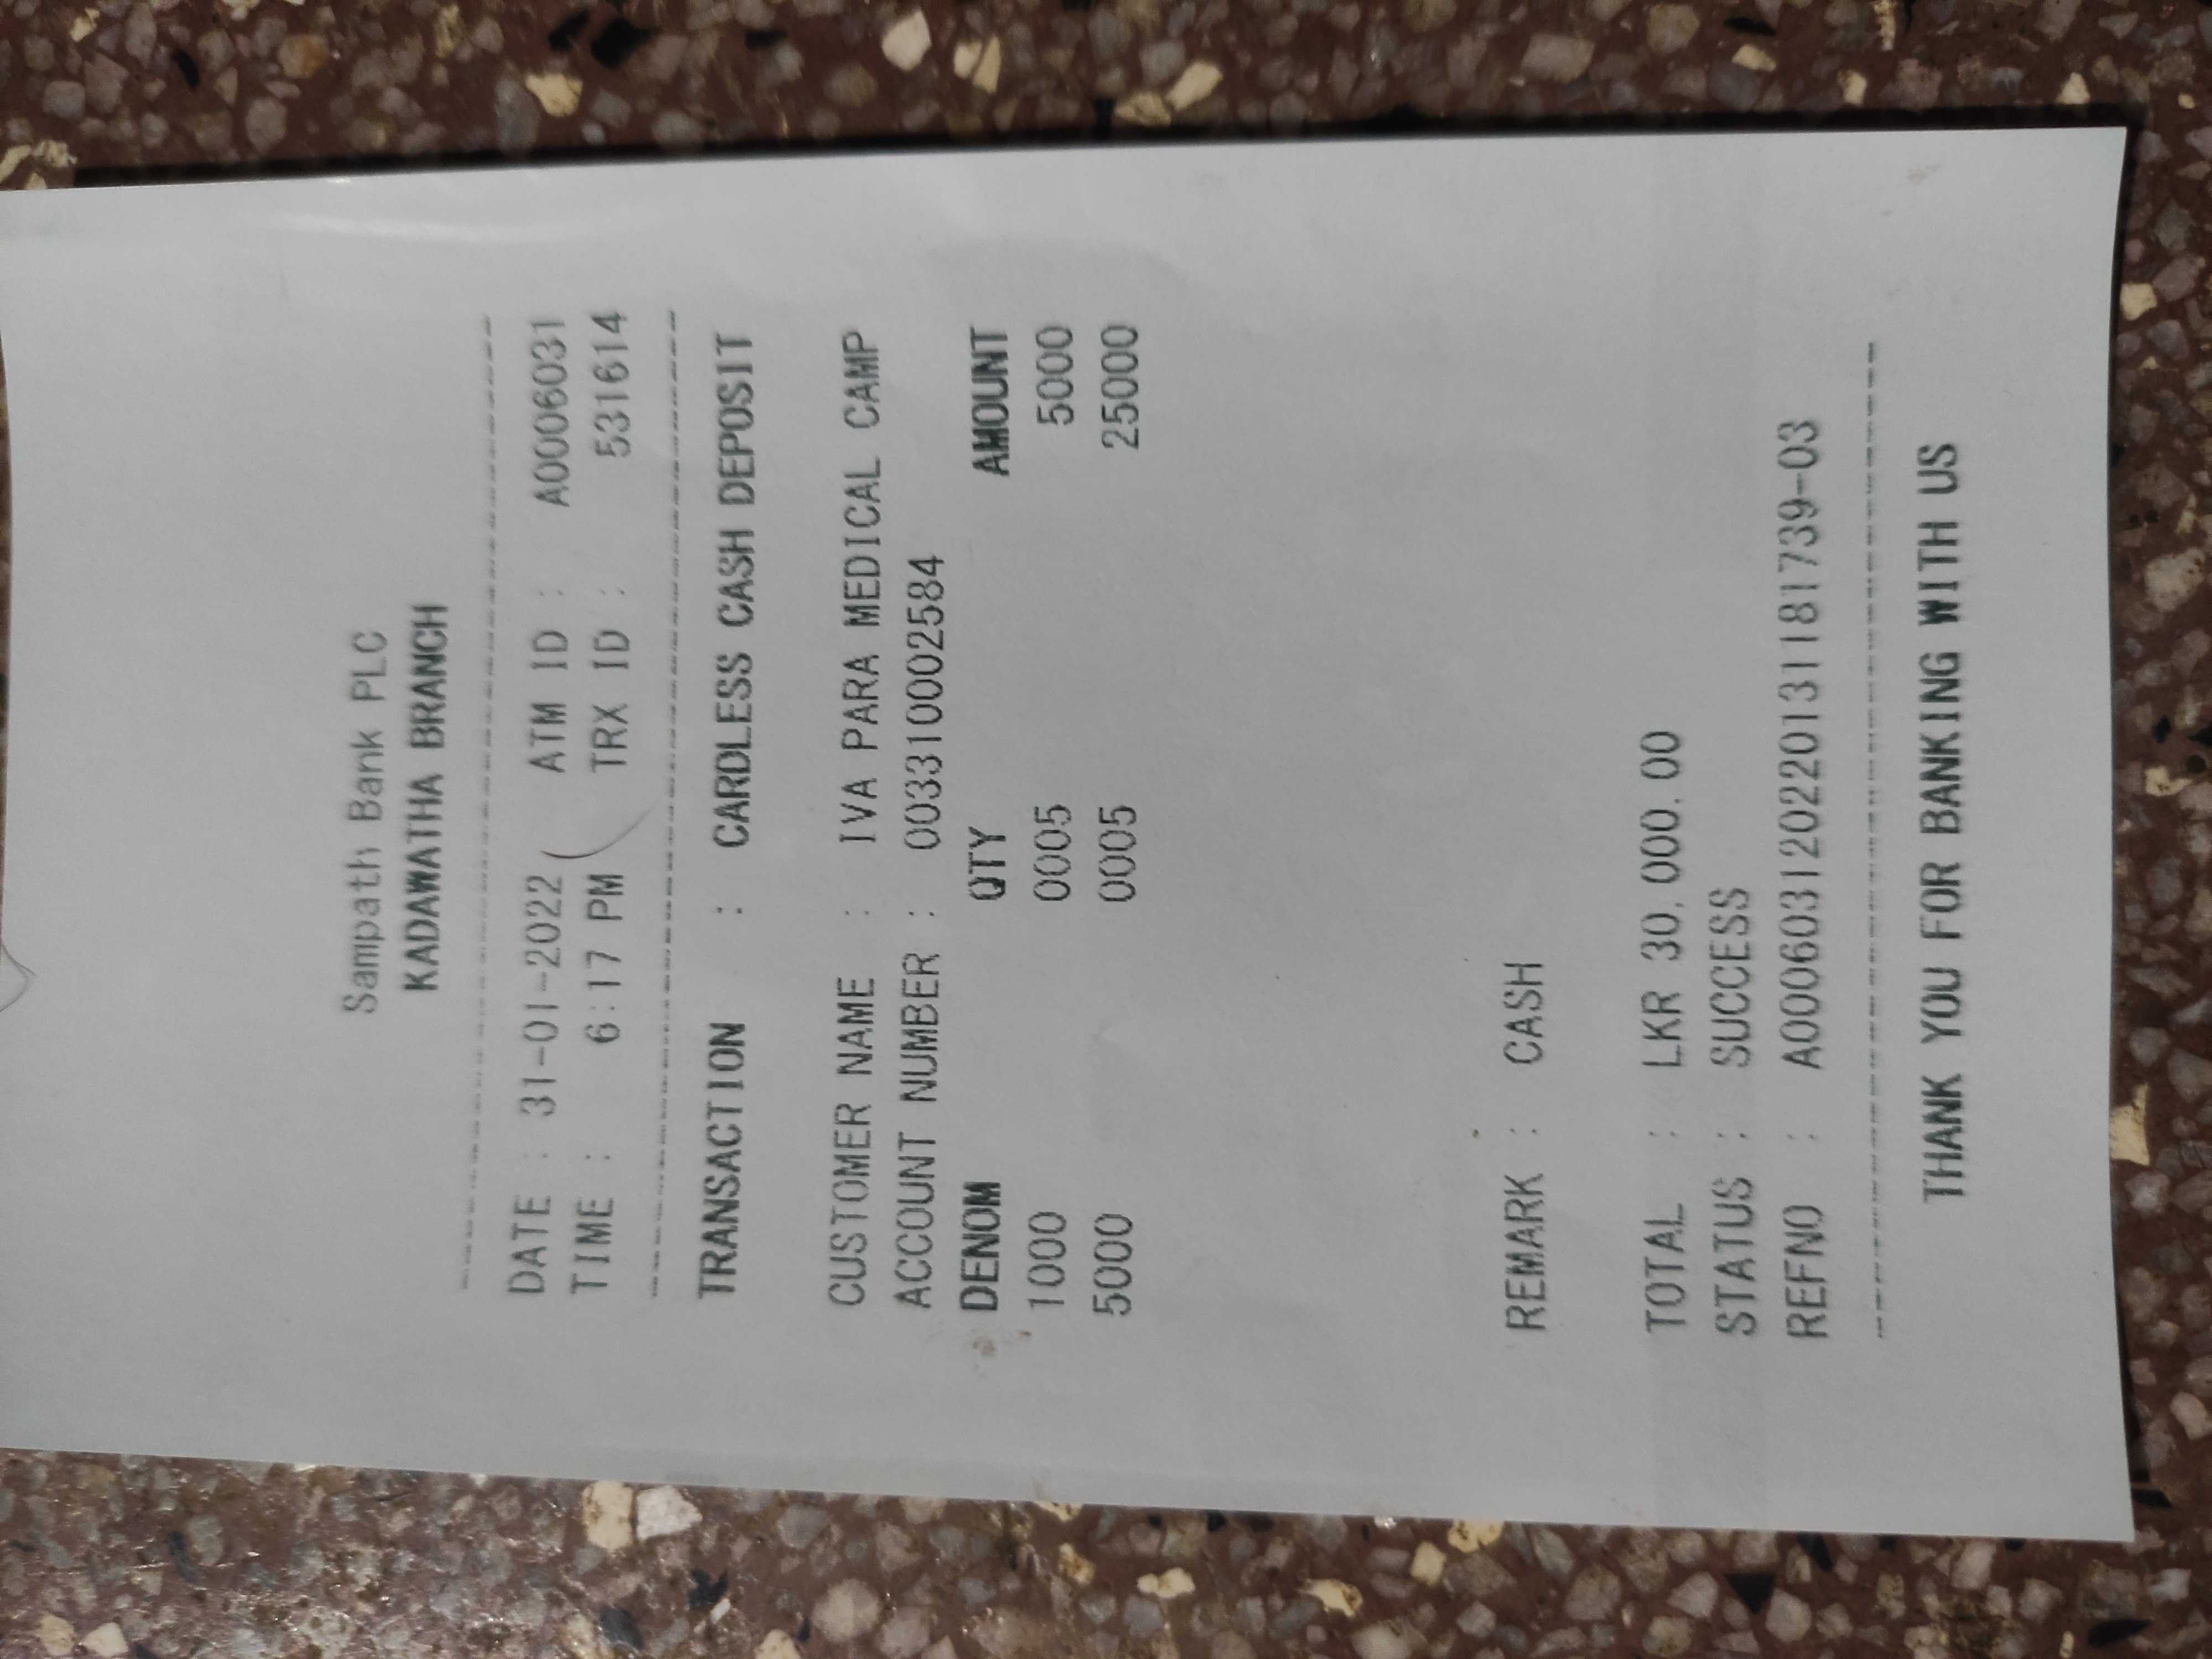 Sampath Bank PLC
KADAWATHA BRANCH
DATE : 31-01-2022 ATM ID : A0006031
TIME : 6:17 PM TRX ID : 531614
TRANSACTION : CARDLESS CASH DEPOSIT
CUSTOMER NAME : IVA PARA MEDICAL CAMP
ACCOUNT NUMBER : 003310002584
DENOM QTY AMOUNT
1000 0005 5000
5000 0005 25000
REMARK : CASH
TOTAL : LKR 30,000.00
STATUS : SUCCESS
REFNO : A0006031202220131181739-03
THANK YOU FOR BANKING WITH US